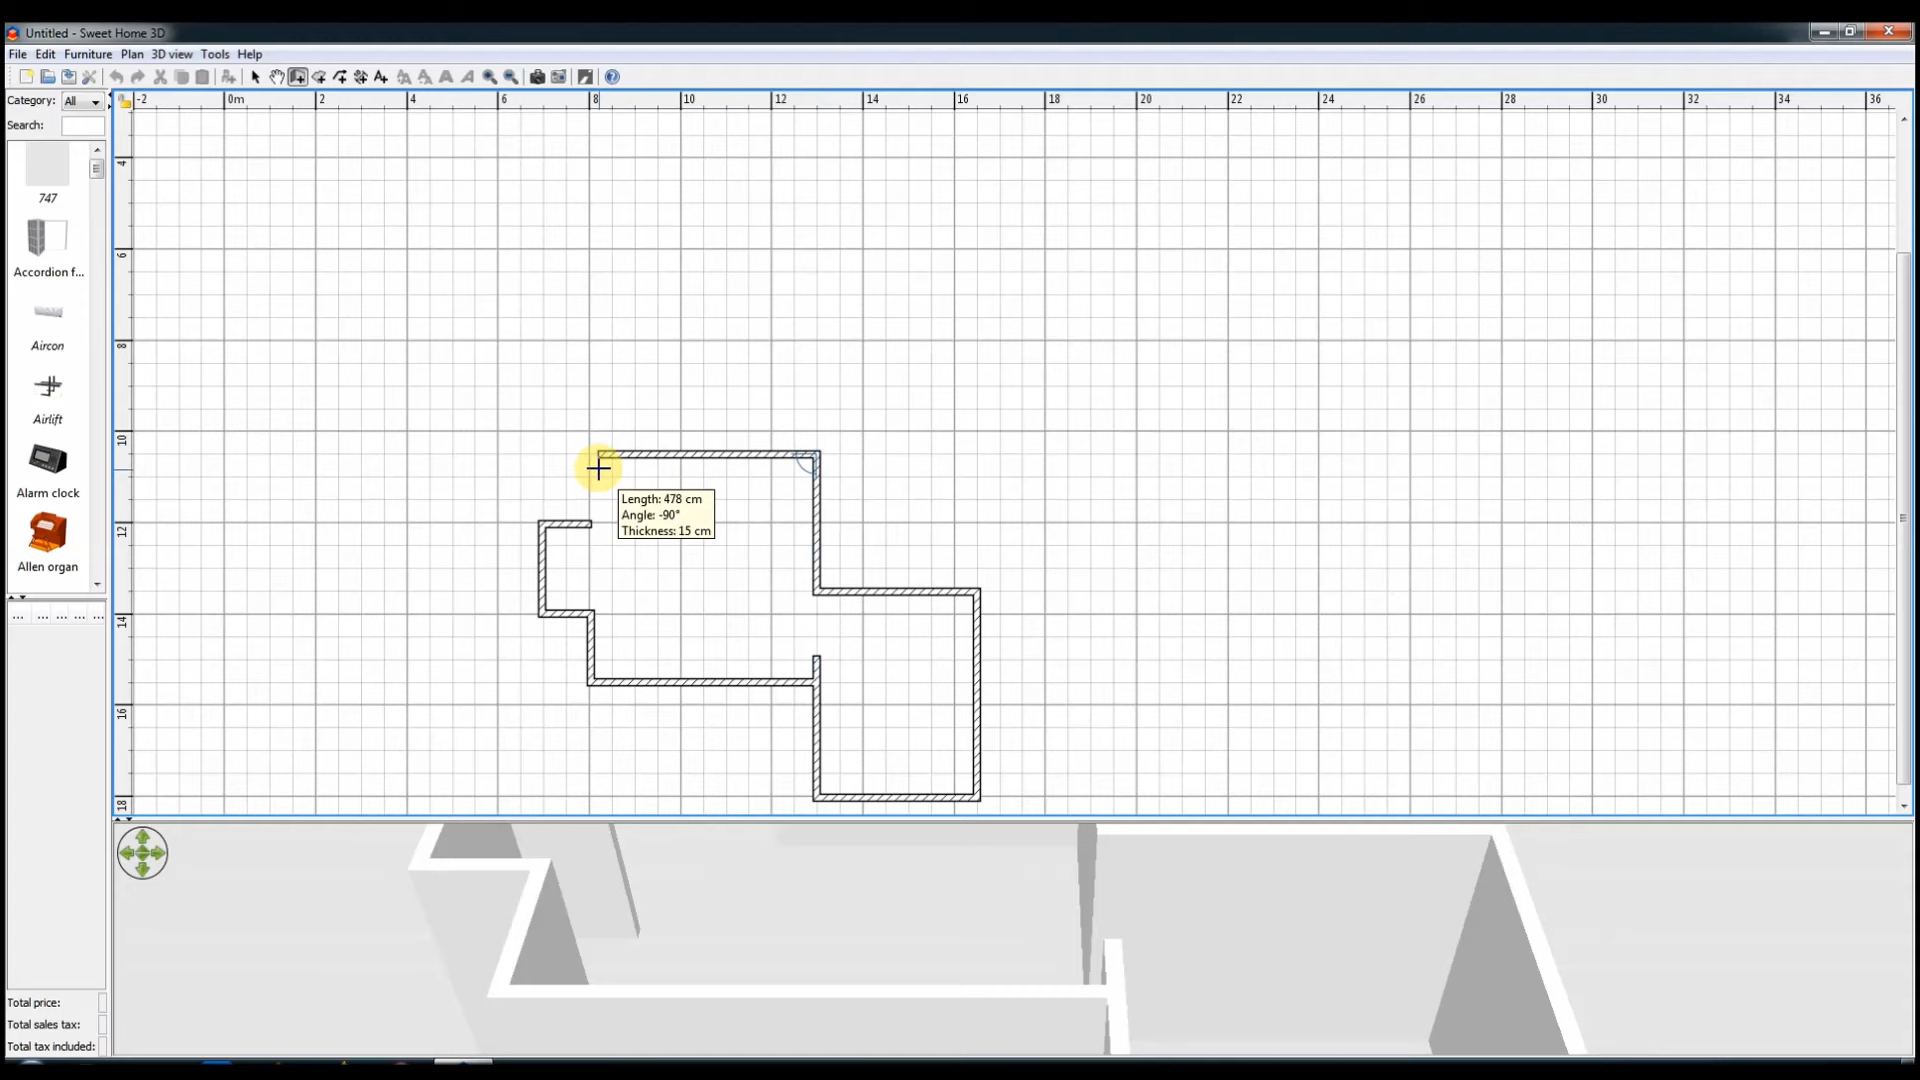 Untitled - Sweet Home 3D
File Edit Furniture Plan 3D view Tools Help
Category: All
Search:
-2 0m 2 4 6 8 10 12 14 16 18 20 22 24 26 28 30 32 34 36
4
6
8
10
12
14
16
18
747
Accordion f...
Aircon
Airlift
Alarm clock
Allen organ
Length: 478 cm
Angle: -90°
Thickness: 15 cm
... ... ... ... ...
Total price:
Total sales tax:
Total tax included: